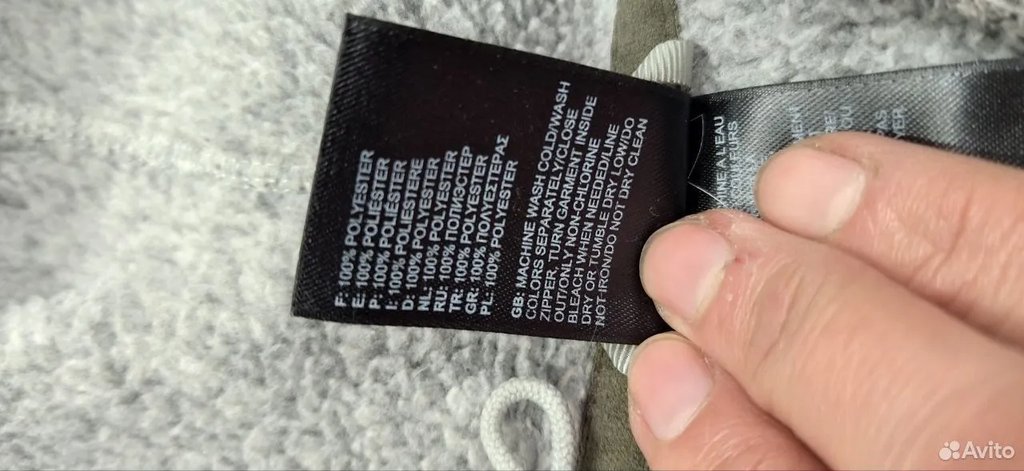 F: 100% POLYESTER
E: 100% POLIÉSTER
P: 100% POLIÉSTER
I: 100% POLIESTERE
D: 100% POLYESTER
NL: 100% POLYESTER
RU: 100% ПОЛИЭСТЕР
TR: 100% POLYESTER
GR: 100% ΠΟΛΥΕΣΤΕΡΑΣ
PL: 100% POLYESTER
GB: MACHINE WASH COLD/WASH
COLORS SEPARATELY/CLOSE
ZIPPER, TURN GARMENT INSIDE
OUT/ONLY NON-CHLORINE
BLEACH WHEN NEEDED/LINE
DRY OR TUMBLE DRY LOW/DO
NOT IRON/DO NOT DRY CLEAN
A L'EAU
Avito